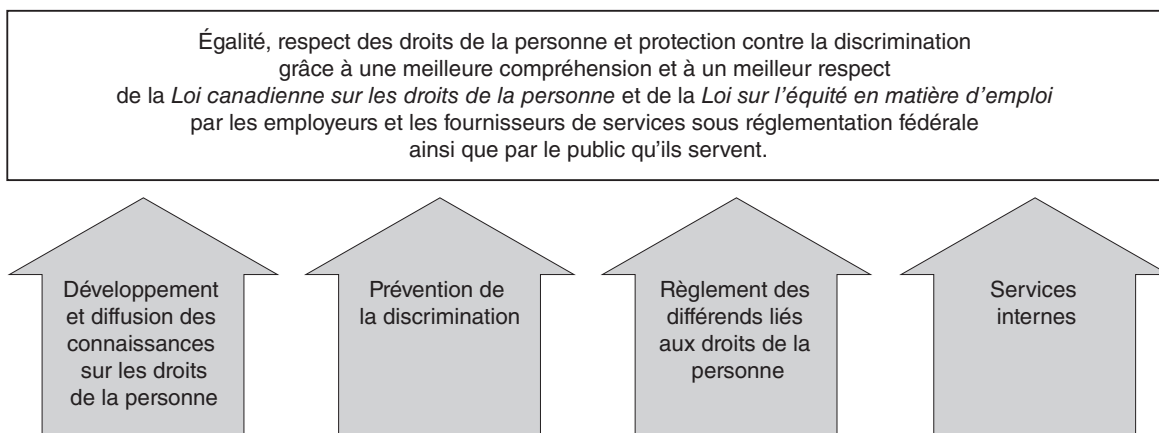 Égalité, respect des droits de la personne et protection contre la discrimination
grâce à une meilleure compréhension et à un meilleur respect
de la Loi canadienne sur les droits de la personne et de la Loi sur l'équité en matière d'emploi
par les employeurs et les fournisseurs de services sous réglementation fédérale
ainsi que par le public qu'ils servent.
Développement
et diffusion des
connaissances
sur les droits
de la personne
Prévention de
la discrimination
Règlement des
différends liés
aux droits de la
personne
Services
internes